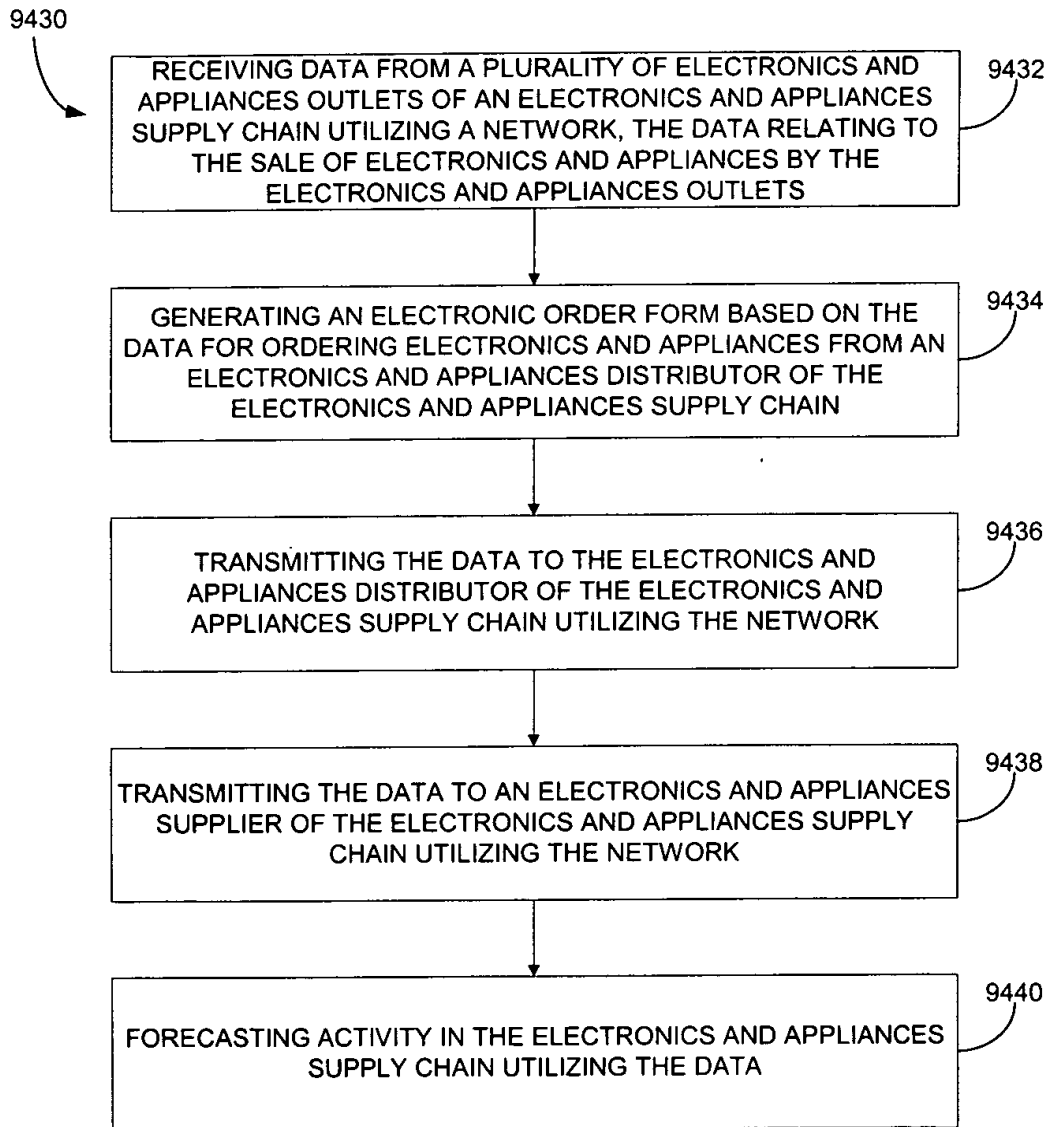 9430
RECEIVING DATA FROM A PLURALITY OF ELECTRONICS AND
APPLIANCES OUTLETS OF AN ELECTRONICS AND APPLIANCES
SUPPLY CHAIN UTILIZING A NETWORK, THE DATA RELATING TO
THE SALE OF ELECTRONICS AND APPLIANCES BY THE
ELECTRONICS AND APPLIANCES OUTLETS
9432
GENERATING AN ELECTRONIC ORDER FORM BASED ON THE
DATA FOR ORDERING ELECTRONICS AND APPLIANCES FROM AN
ELECTRONICS AND APPLIANCES DISTRIBUTOR OF THE
ELECTRONICS AND APPLIANCES SUPPLY CHAIN
9434
TRANSMITTING THE DATA TO THE ELECTRONICS AND
APPLIANCES DISTRIBUTOR OF THE ELECTRONICS AND
APPLIANCES SUPPLY CHAIN UTILIZING THE NETWORK
9436
TRANSMITTING THE DATA TO AN ELECTRONICS AND APPLIANCES
SUPPLIER OF THE ELECTRONICS AND APPLIANCES SUPPLY
CHAIN UTILIZING THE NETWORK
9438
FORECASTING ACTIVITY IN THE ELECTRONICS AND APPLIANCES
SUPPLY CHAIN UTILIZING THE DATA
9440